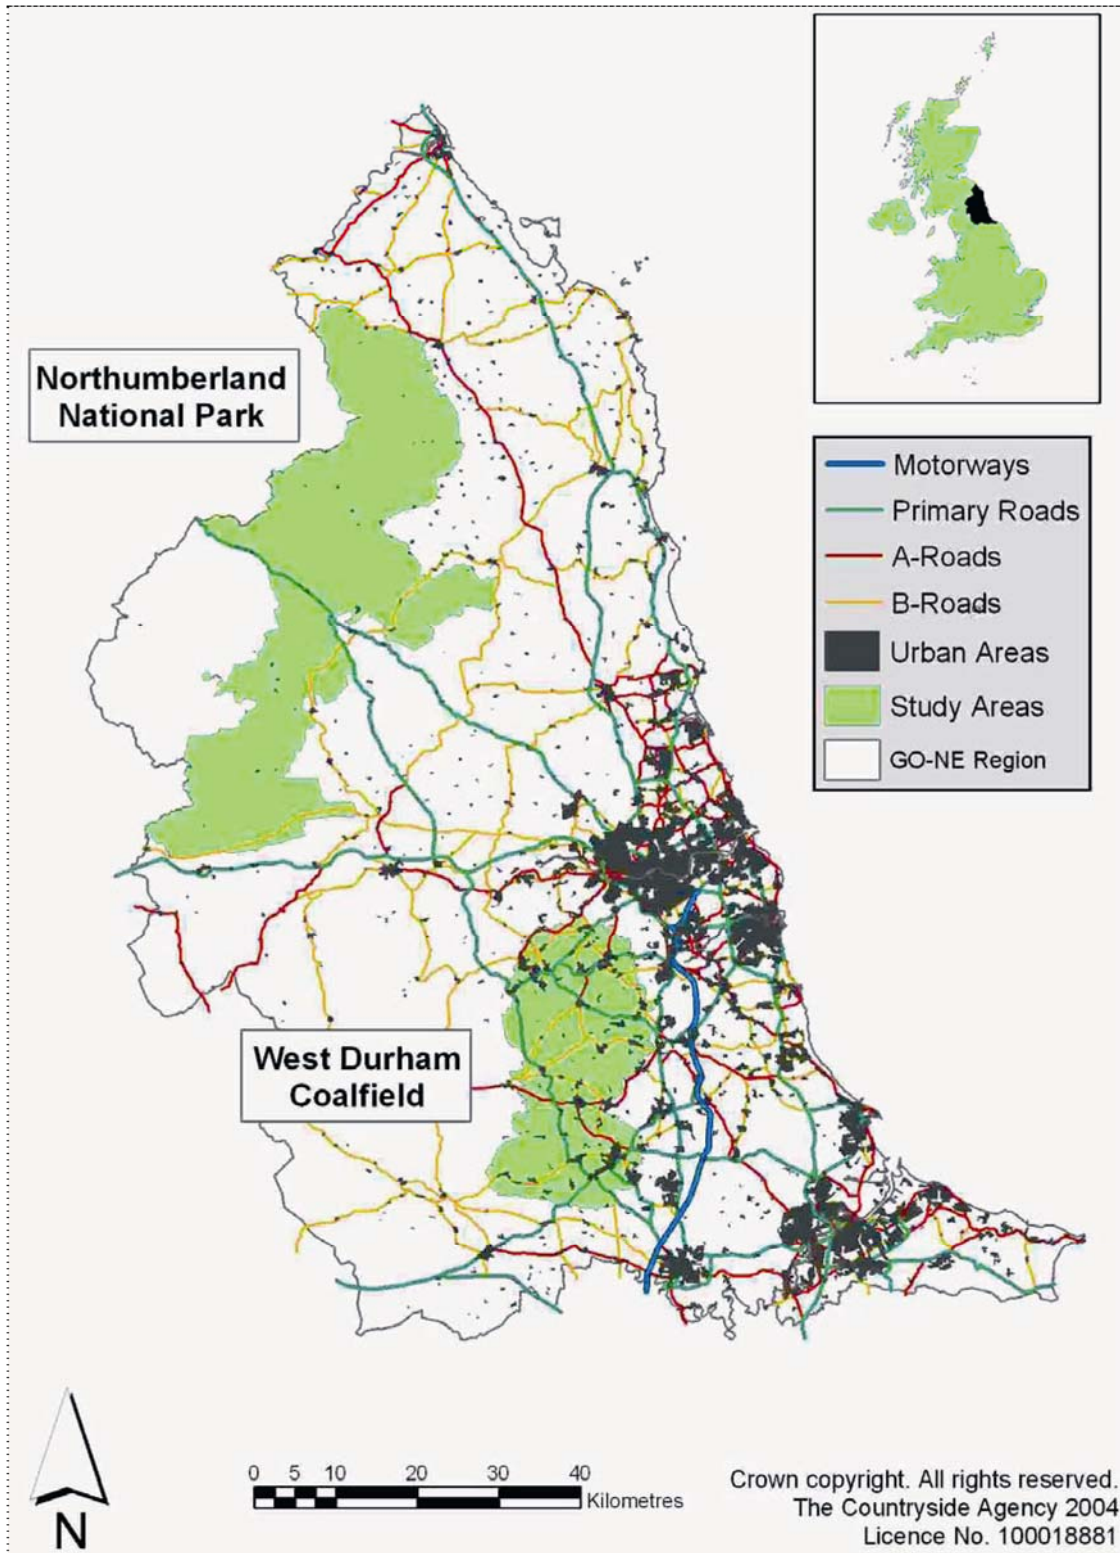 Northumberland
National Park
Motorways
Primary Roads
A-Roads
B-Roads
Urban Areas
Study Areas
GO-NE Region
West Durham
Coalfield
N
0 5 10 20 30 40
Kilometres
Crown copyright. All rights reserved.
The Countryside Agency 2004
Licence No. 100018881